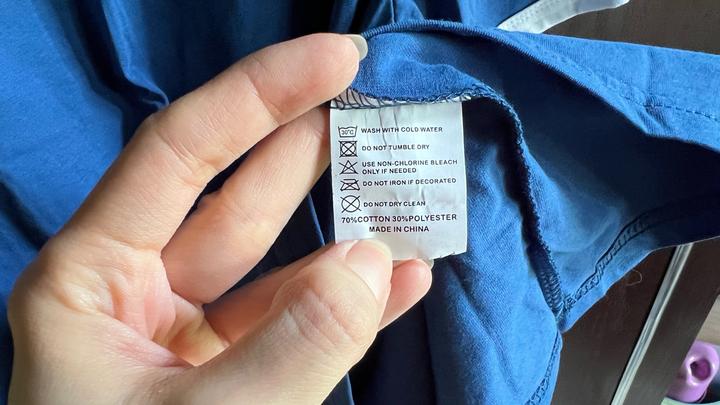 30°C WASH WITH COLD WATER
DO NOT TUMBLE DRY
USE NON-CHLORINE BLEACH
ONLY IF NEEDED
DO NOT IRON IF DECORATED
DO NOT DRY CLEAN
70%COTTON 30%POLYESTER
MADE IN CHINA